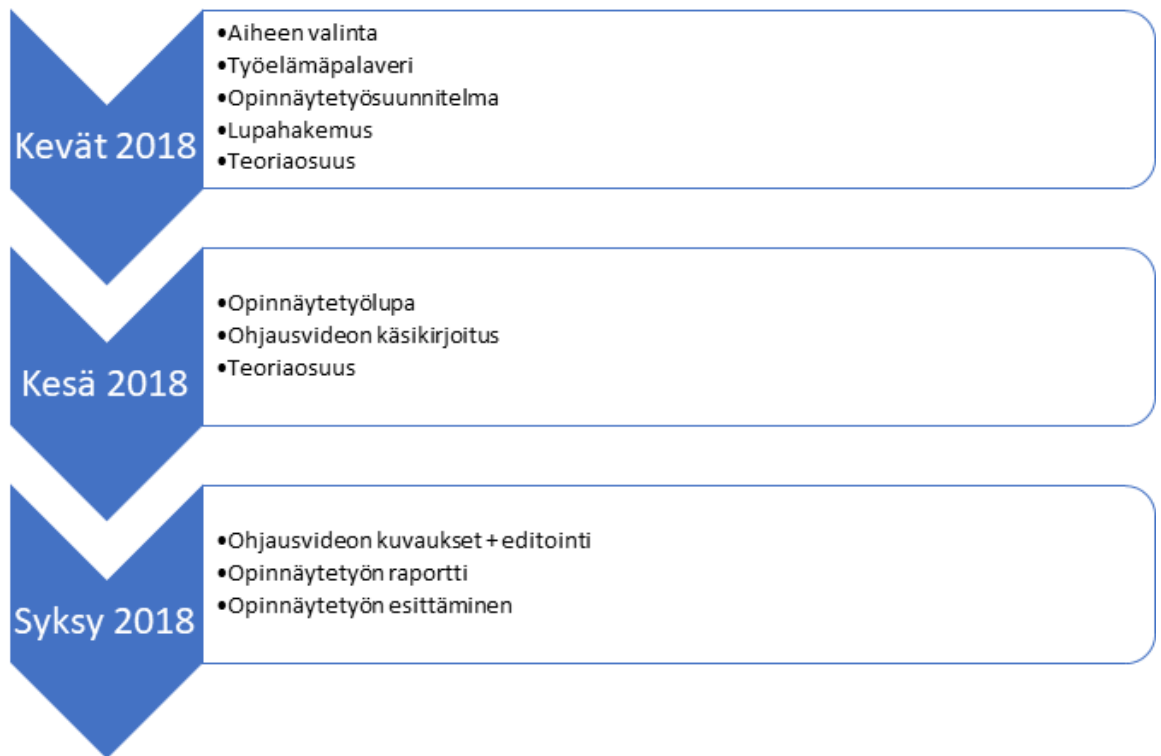 Kevät 2018
•Aiheen valinta
•Työelämäpalaveri
•Opinnäytetyösuunnitelma
•Lupahakemus
•Teoriaosuus
Kesä 2018
•Opinnäytetyölupa
•Ohjausvideon käsikirjoitus
•Teoriaosuus
Syksy 2018
•Ohjausvideon kuvaukset + editointi
•Opinnäytetyön raportti
•Opinnäytetyön esittäminen